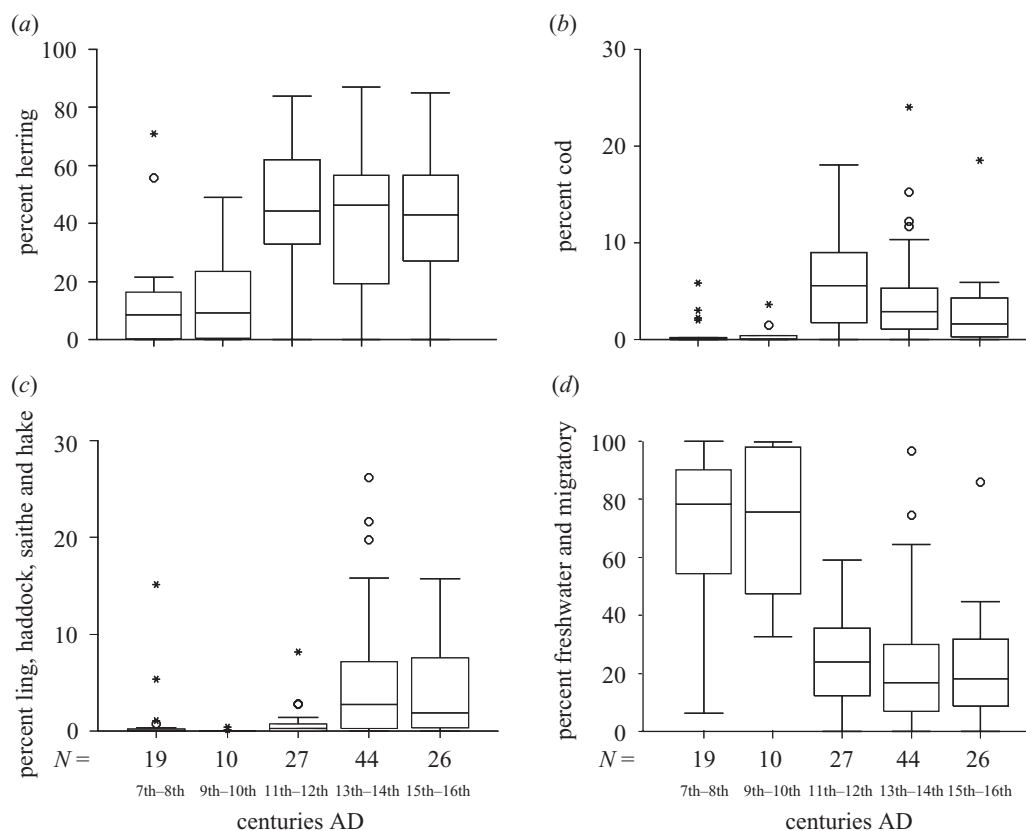 (a)
percent herring
100
80
60
40
20
0
(b)
percent cod
30
20
10
0
(c)
percent ling, haddock, saithe and hake
30
20
10
0
N = 19 10 27 44 26
7th–8th 9th–10th 11th–12th 13th–14th 15th–16th
centuries AD
(d)
percent freshwater and migratory
100
80
60
40
20
0
19 10 27 44 26
7th–8th 9th–10th 11th–12th 13th–14th 15th–16th
centuries AD